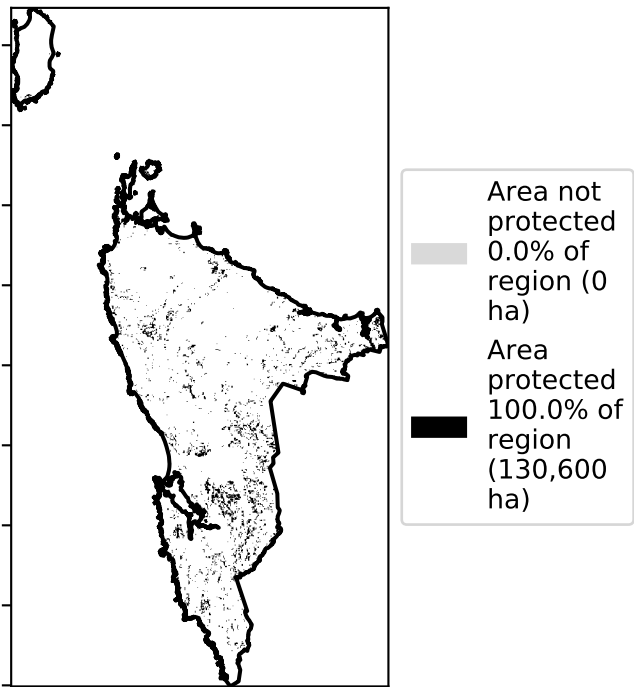 Area not
protected
0.0% of
region (0
ha)
Area
protected
100.0% of
region
(130,600
ha)